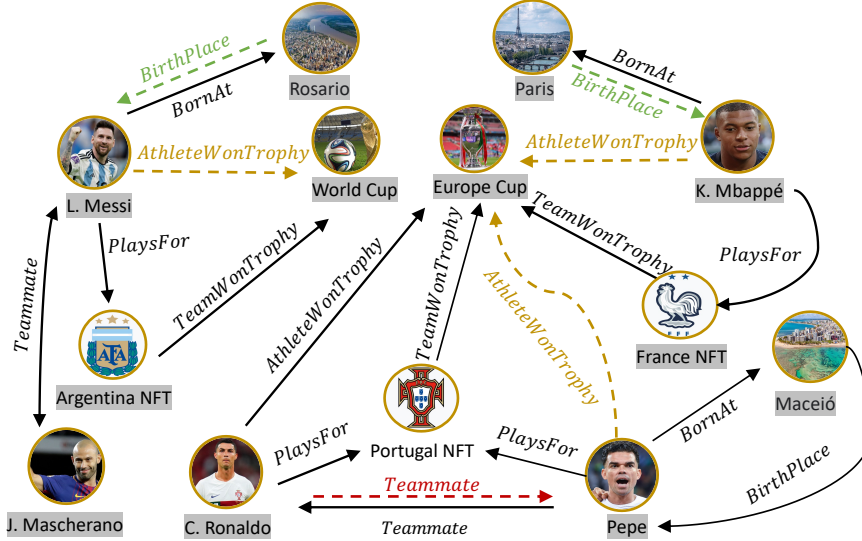 BirthPlace
BornAt
Rosario
Paris
BornAt
BirthPlace
AthleteWonTrophy
AthleteWonTrophy
L. Messi
World Cup
Europe Cup
K. Mbappé
PlaysFor
TeamWonTrophy
AthleteWonTrophy
TeamWonTrophy
TeamWonTrophy
PlaysFor
Teammate
AFA
FFF
Argentina NFT
France NFT
AthleteWonTrophy
Maceió
BornAt
Portugal NFT
PlaysFor
PlaysFor
BirthPlace
Teammate
Teammate
J. Mascherano
C. Ronaldo
Pepe